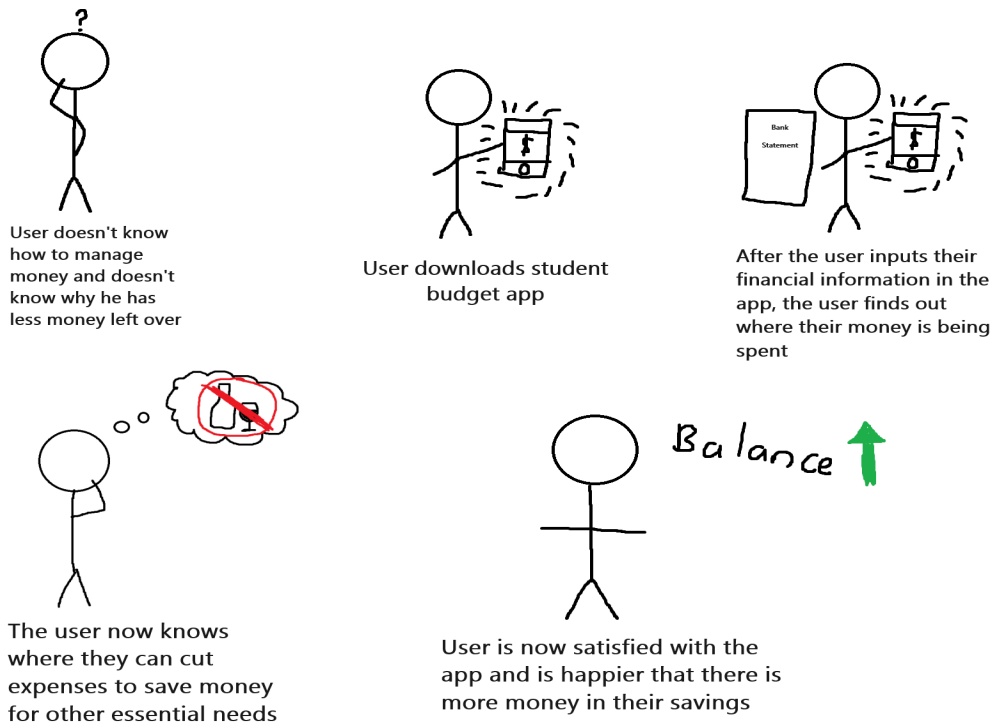 ?
User doesn't know
how to manage
money and doesn't
know why he has
less money left over
$
User downloads student
budget app
Bank
Statement
$
After the user inputs their
financial information in the
app, the user finds out
where their money is being
spent
The user now knows
where they can cut
expenses to save money
for other essential needs
Balance
User is now satisfied with the
app and is happier that there is
more money in their savings